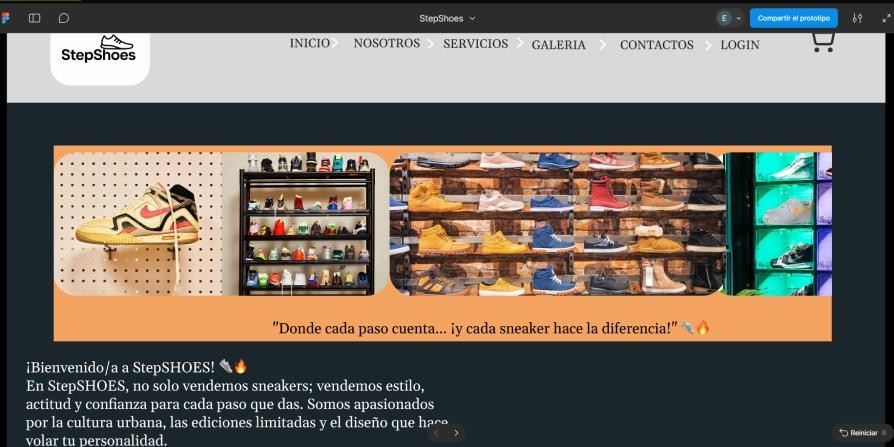 StepShoes
E
Compartir el prototipo
StepShoes
INICIO
NOSOTROS
SERVICIOS
GALERIA
CONTACTOS
LOGIN
"Donde cada paso cuenta... ¡y cada sneaker hace la diferencia!" 👟🔥
¡Bienvenido/a a StepSHOES! 👟🔥
En StepSHOES, no solo vendemos sneakers; vendemos estilo,
actitud y confianza para cada paso que das. Somos apasionados
por la cultura urbana, las ediciones limitadas y el diseño que hace
volar tu personalidad.
Reiniciar